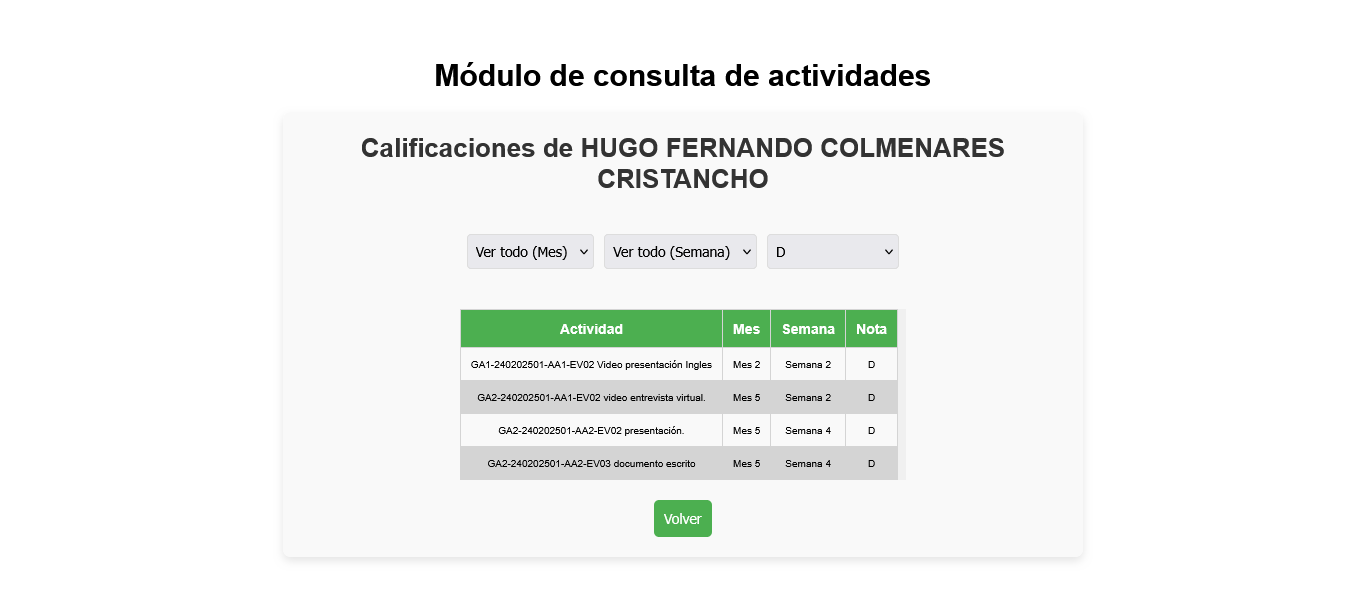 Módulo de consulta de actividades
Calificaciones de HUGO FERNANDO COLMENARES
CRISTANCHO
Ver todo (Mes) Ver todo (Semana) D
Actividad Mes Semana Nota
GA1-240202501-AA1-EV02 Video presentación Ingles Mes 2 Semana 2 D
GA2-240202501-AA1-EV02 video entrevista virtual. Mes 5 Semana 2 D
GA2-240202501-AA2-EV02 presentación. Mes 5 Semana 4 D
GA2-240202501-AA2-EV03 documento escrito Mes 5 Semana 4 D
Volver